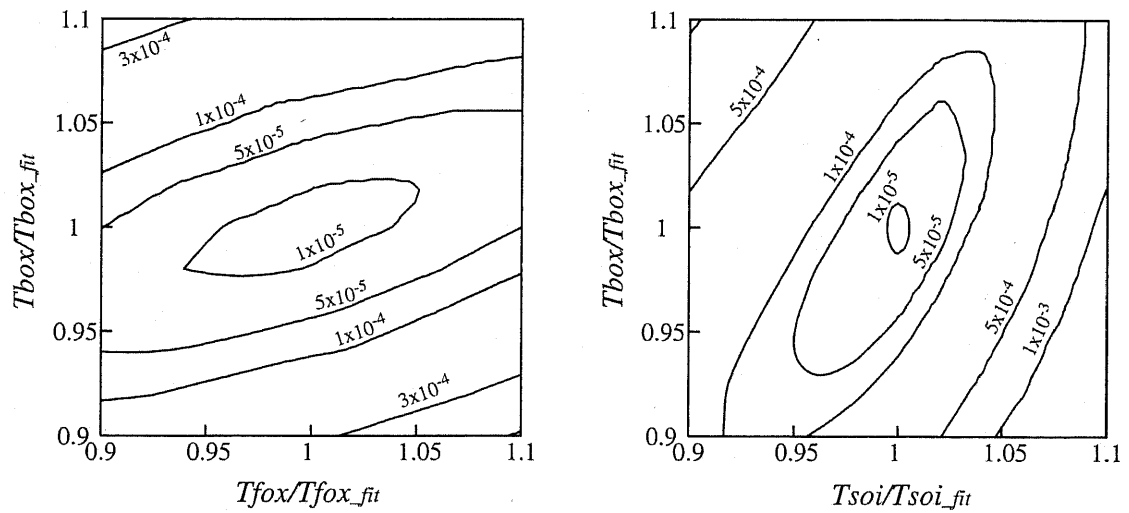 1.1
3x10⁻⁴
1x10⁻⁴
1.05
5x10⁻⁵
1
1x10⁻⁵
5x10⁻⁵
1x10⁻⁴
0.95
3x10⁻⁴
0.9
0.9 0.95 1 1.05 1.1
Tbox/Tbox_fit
Tfox/Tfox_fit
1.1
5x10⁻⁴
1.05
1x10⁻⁴
1x10⁻⁵
1
5x10⁻⁵
5x10⁻⁴
1x10⁻³
0.95
0.9
0.9 0.95 1 1.05 1.1
Tbox/Tbox_fit
Tsoi/Tsoi_fit